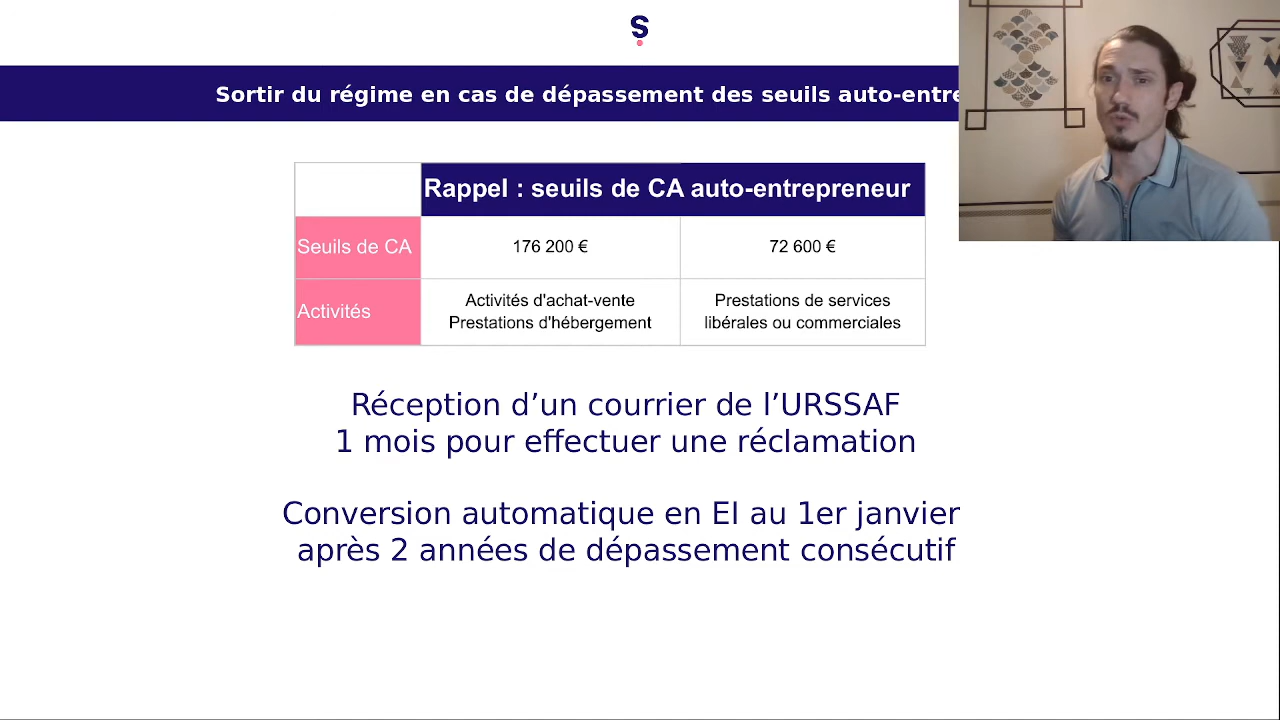 S
Sortir du régime en cas de dépassement des seuils auto-entre
Rappel : seuils de CA auto-entrepreneur
Seuils de CA
176 200 €
72 600 €
Activités
Activités d'achat-vente
Prestations d'hébergement
Prestations de services
libérales ou commerciales
Réception d’un courrier de l’URSSAF
1 mois pour effectuer une réclamation
Conversion automatique en EI au 1er janvier
après 2 années de dépassement consécutif